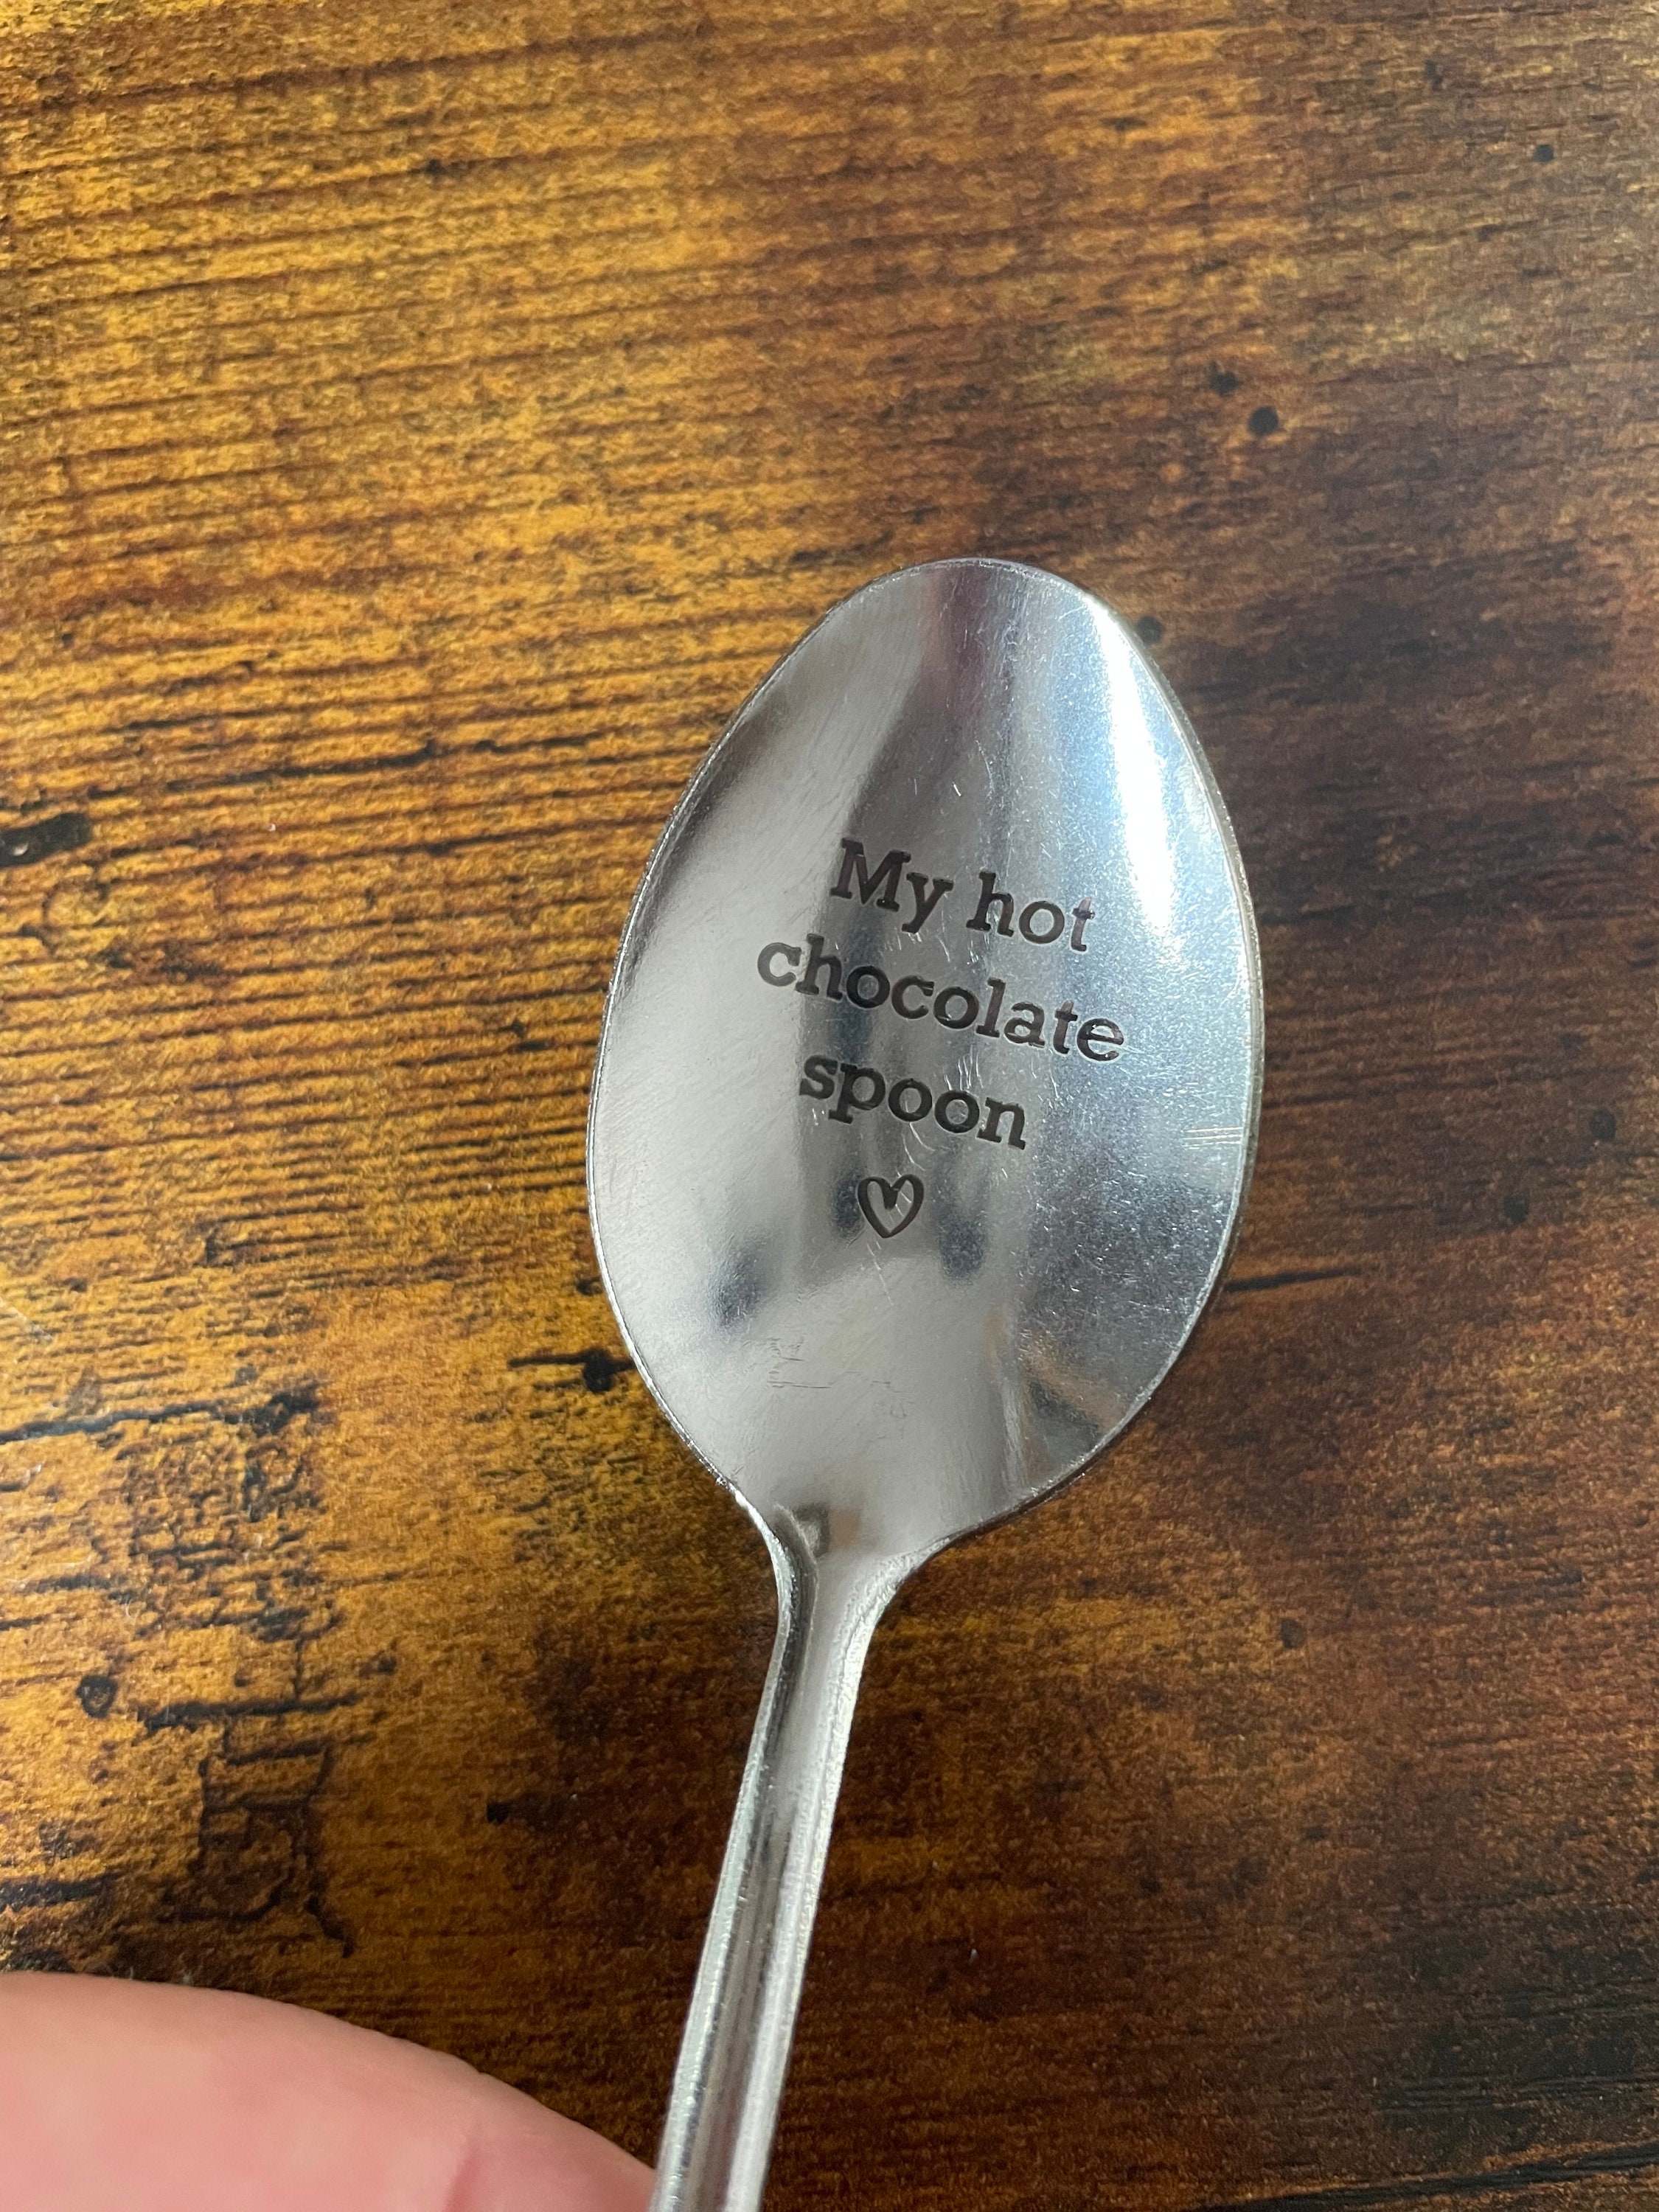 My hot
chocolate
spoon
♡